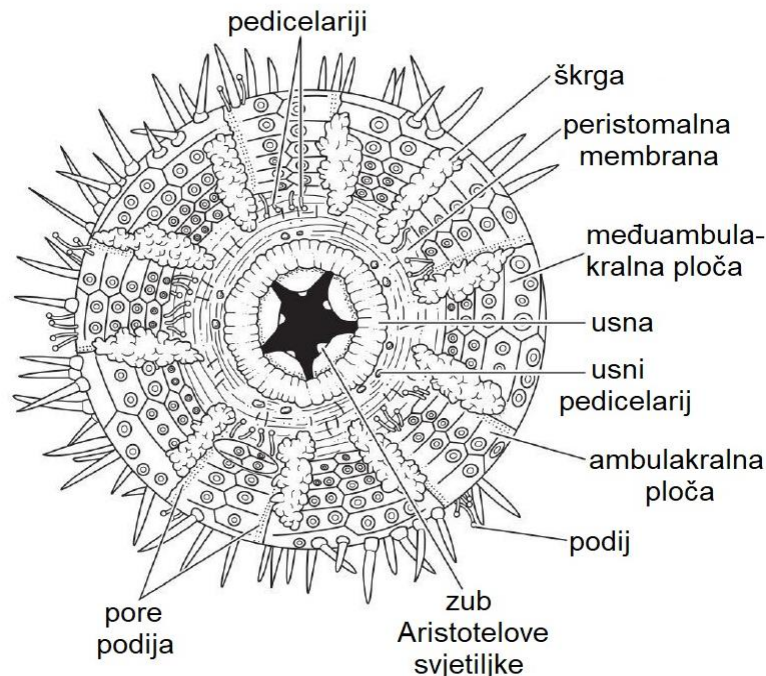 pedicelariji
škrga
peristomalna
membrana
međuambula-
kralna ploča
usna
usni
pedicelarij
ambulakralna
ploča
podij
zub
Aristotelove
svjetiljke
pore
podija